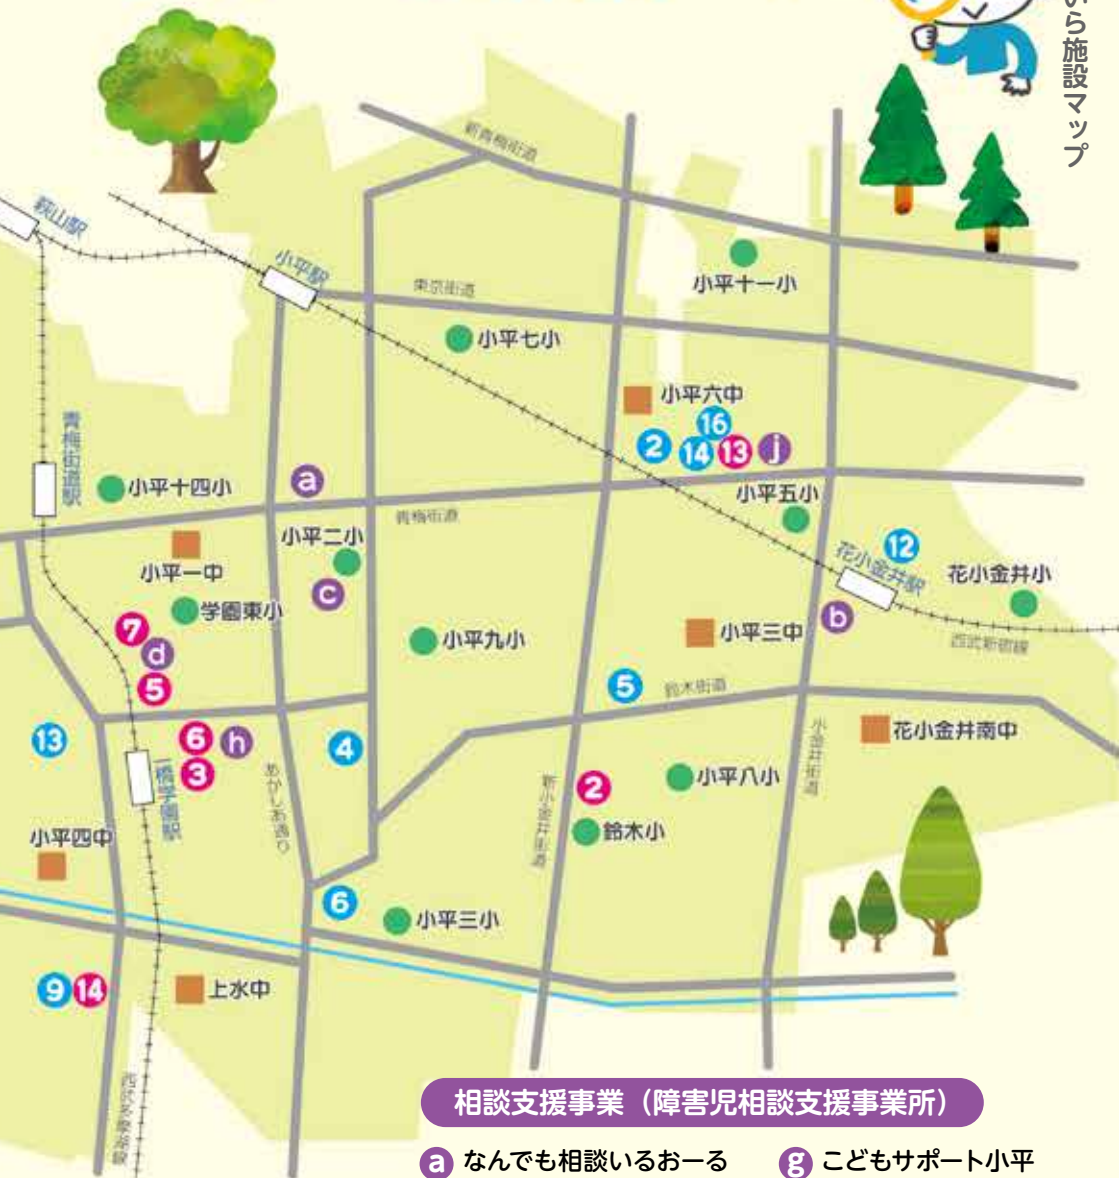 いら施設マップ
新青梅街道
萩山駅
小平駅
小平十一小
東京街道
小平七小
小平六中
16
2
14
13
j
青梅街道駅
小平十四小
a
小平五小
青梅街道
小平二小
12
花小金井駅
花小金井小
小平一中
c
学園東小
7
b
小平三中
小平九小
d
西武新宿線
5
5
鈴木街道
13
6
h
4
花小金井南中
3
一橋学園駅
あかしあ通り
新小金井街道
2
小平八小
小金井街道
鈴木小
小平四中
6
小平三小
9
14
上水中
西武多摩湖線
相談支援事業(障害児相談支援事業所)
a なんでも相談いるおーる
g こどもサポート小平